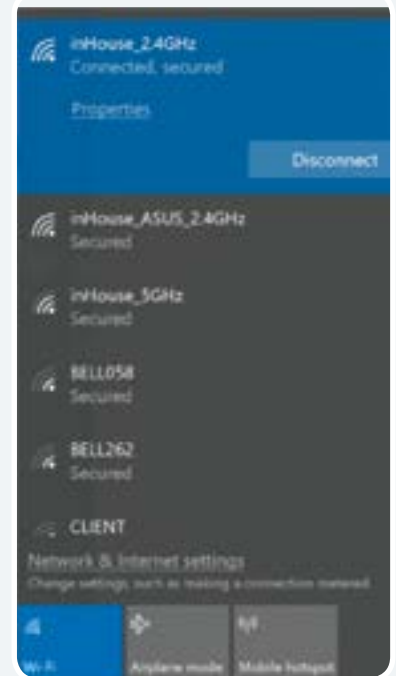 inHouse_2.4GHz
Connected, secured
Properties
Disconnect
inHouse_ASUS_2.4GHz
Secured
inHouse_5GHz
Secured
BELL058
Secured
BELL262
Secured
CLIENT
Network & Internet settings
Change settings, such as making a connection metered.
Wi-Fi Airplane mode Mobile hotspot